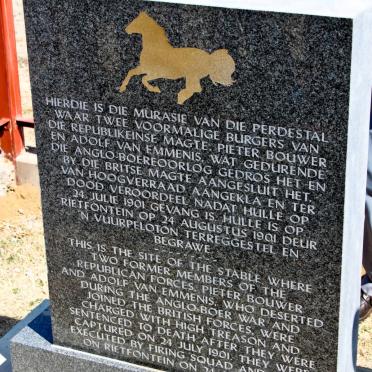 HIERDIE IS DIE MURASIE VAN DIE PERDESTAL
WAAR TWEE VOORMALIGE BURGERS VAN
DIE REPUBLIKEINSE MAGTE, PIETER BOUWER
EN ADOLF VAN EMMENIS, WAT GEDURENDE
DIE ANGLO-BOEREOORLOG GEDROS HET EN
BY DIE BRITSE MAGTE AANGESLUIT HET,
VAN HOOGVERRAAD AANGEKLA EN TER
DOOD VEROORDEEL NADAT HULLE OP
24 JULIE 1901 GEVANG IS. HULLE IS OP
RIETFONTEIN OP 24 AUGUSTUS 1901 DEUR
'N VUURPELOTON TERREGGESTEL EN
BEGRAWE
THIS IS THE SITE OF THE STABLE WHERE
TWO FORMER MEMBERS OF THE
REPUBLICAN FORCES, PETER BOUWER
AND ADOLF VAN EMMENIS, WHO DESERTED
DURING THE ANGLO-BOER WAR AND
JOINED THE BRITISH FORCES, WERE
CHARGED WITH HIGH TREASON AND
SENTENCED TO DEATH AFTER THEY WERE
CAPTURED ON 24 JULY 1901. THEY WERE
EXECUTED BY FIRING SQUAD AND
ON RIETFONTEIN ON